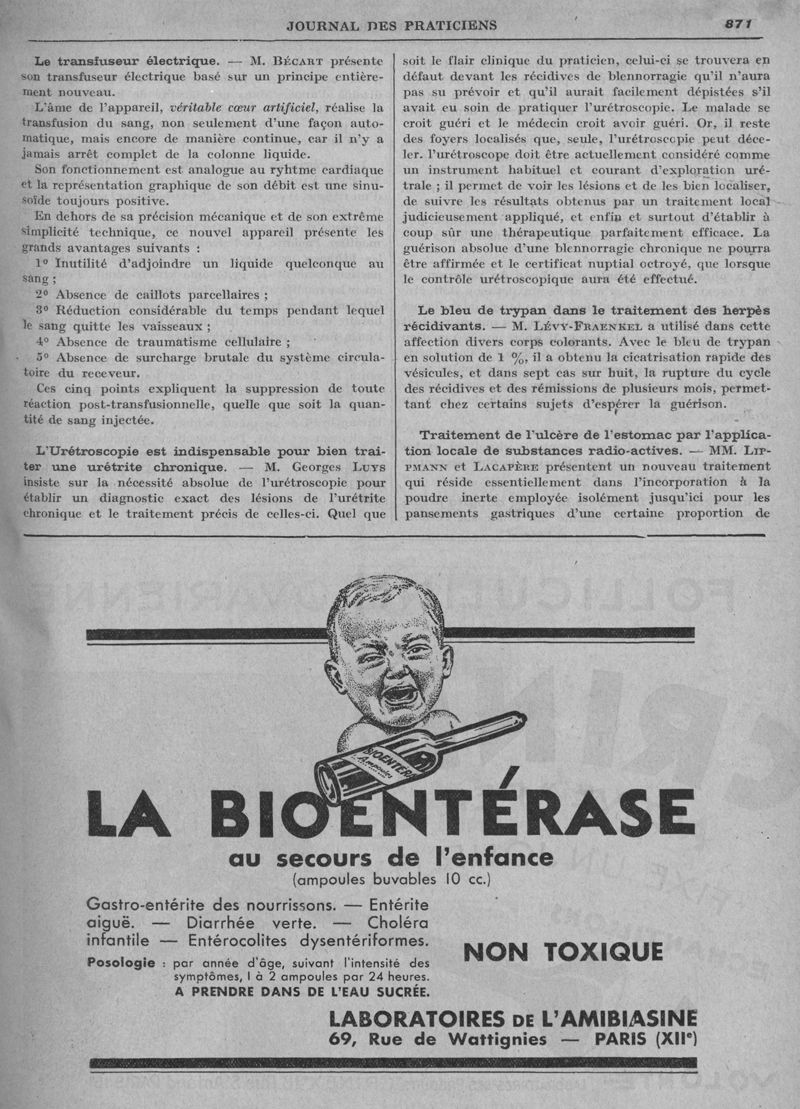 JOURNAL DES PRATICIENS 871
Le transfuseur électrique. — M. BÉCART présente
son transfuseur électrique basé sur un principe entière-
ment nouveau.
L'âme de l'appareil, véritable cœur artificiel, réalise la
transfusion du sang, non seulement d'une façon auto-
matique, mais encore de manière continue, car il n'y a
jamais arrêt complet de la colonne liquide.
Son fonctionnement est analogue au ryhtme cardiaque
et la représentation graphique de son débit est une sinu-
soïde toujours positive.
En dehors de sa précision mécanique et de son extrême
simplicité technique, ce nouvel appareil présente les
grands avantages suivants :
1º Inutilité d'adjoindre un liquide quelconque au
sang ;
2º Absence de caillots parcellaires ;
3º Réduction considérable du temps pendant lequel
le sang quitte les vaisseaux ;
4º Absence de traumatisme cellulaire ;
5º Absence de surcharge brutale du système circula-
toire du receveur.
Ces cinq points expliquent la suppression de toute
réaction post-transfusionnelle, quelle que soit la quan-
tité de sang injectée.
L'Urétroscopie est indispensable pour bien trai-
ter une urétrite chronique. — M. Georges LUYS
insiste sur la nécessité absolue de l'urétroscopie pour
établir un diagnostic exact des lésions de l'urétrite
chronique et le traitement précis de celles-ci. Quel que
soit le flair clinique du praticien, celui-ci se trouvera en
défaut devant les récidives de blennorragie qu'il n'aura
pas su prévoir et qu'il aurait facilement dépistées s'il
avait eu soin de pratiquer l'urétroscopie. Le malade se
croit guéri et le médecin croit avoir guéri. Or, il reste
des foyers localisés que, seule, l'urétroscopie peut déce-
ler. l'urétroscope doit être actuellement considéré comme
un instrument habituel et courant d'exploration uré-
trale ; il permet de voir les lésions et de les bien localiser,
de suivre les résultats obtenus par un traitement local
judicieusement appliqué, et enfin et surtout d'établir à
coup sûr une thérapeutique parfaitement efficace. La
guérison absolue d'une blennorragie chronique ne pourra
être affirmée et le certificat nuptial octroyé, que lorsque
le contrôle urétroscopique aura été effectué.
Le bleu de trypan dans le traitement des herpès
récidivants. — M. LÉVY-FRAENKEL a utilisé dans cette
affection divers corps colorants. Avec le bleu de trypan
en solution de 1 %, il a obtenu la cicatrisation rapide des
vésicules, et dans sept cas sur huit, la rupture du cycle
des récidives et des rémissions de plusieurs mois, permet-
tant chez certains sujets d'espérer la guérison.
Traitement de l'ulcère de l'estomac par l'applica-
tion locale de substances radio-actives. — MM. LIP-
PMANN et LACAPÈRE présentent un nouveau traitement
qui réside essentiellement dans l'incorporation à la
poudre inerte employée isolément jusqu'ici pour les
pansements gastriques d'une certaine proportion de
BIOENTÉR
Ampoules
LA BIOENTÉRASE
au secours de l'enfance
(ampoules buvables 10 cc.)
Gastro-entérite des nourrissons. — Entérite
aiguë. — Diarrhée verte. — Choléra
infantile — Entérocolites dysentériformes.
Posologie : par année d'âge, suivant l'intensité des
symptômes, 1 à 2 ampoules par 24 heures.
A PRENDRE DANS DE L'EAU SUCRÉE.
NON TOXIQUE
LABORATOIRES DE L'AMIBIASINE
69, Rue de Wattignies — PARIS (XIIe)